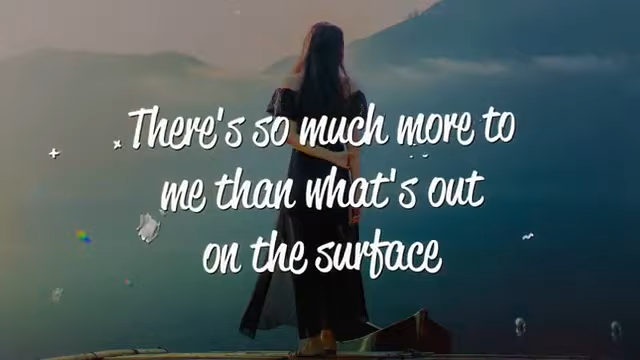 There's so much more to
me than what's out
on the surface